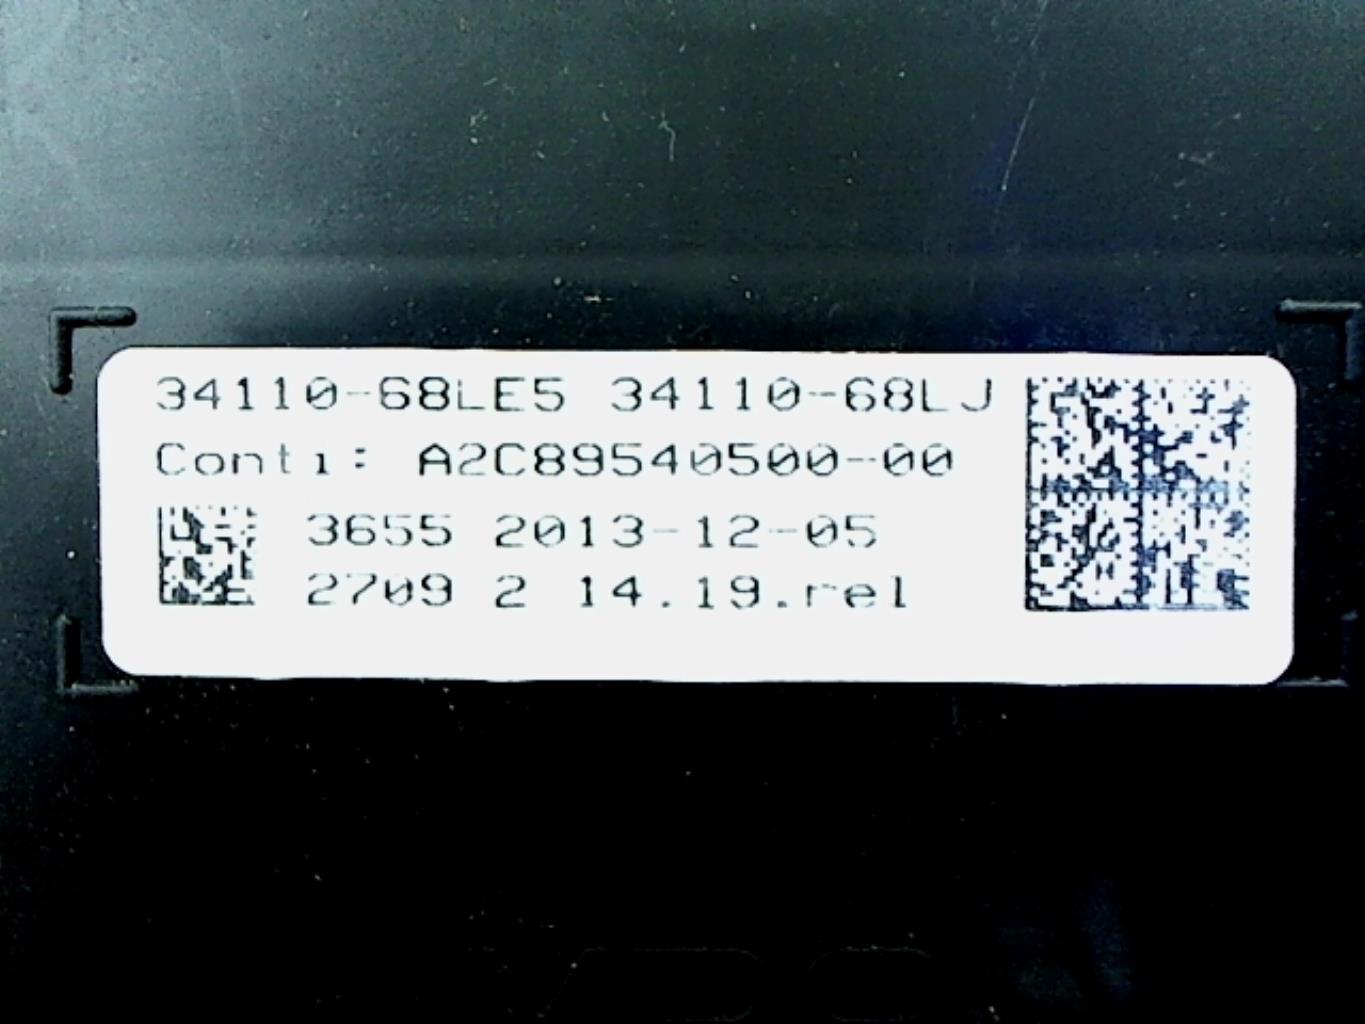 34110-68LE5 34110-68LJ
Conti: A2C89540500-00
3655 2013-12-05
2709 2 14.19.rel